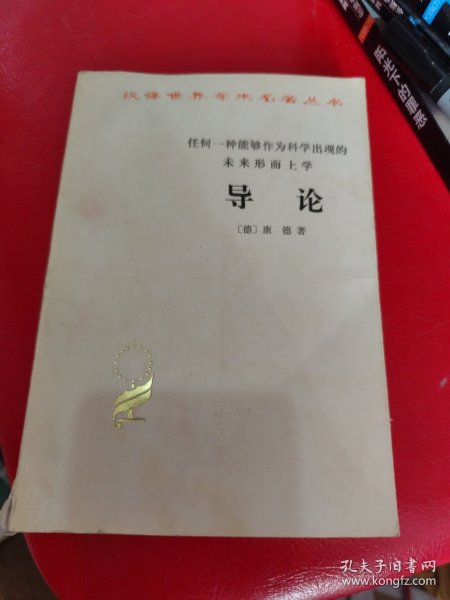 汉译世界学术名著丛书
任何一种能够作为科学出现的
未来形而上学
导 论
〔德〕康 德 著
孔夫子旧书网
www.kongfz.com